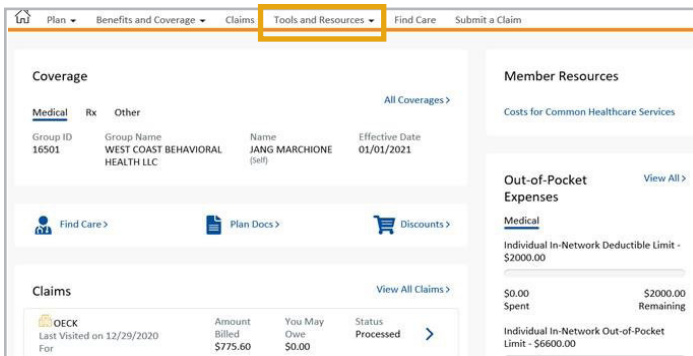 Plan Benefits and Coverage Claims Tools and Resources Find Care Submit a Claim
Coverage
All Coverages >
Medical Rx Other
Group ID Group Name Name Effective Date
16501 WEST COAST BEHAVIORAL JANG MARCHIONE 01/01/2021
HEALTH LLC (Self)
Find Care > Plan Docs > Discounts >
Claims View All Claims >
OECK Amount You May Status
Last Visited on 12/29/2020 Billed Owe Processed >
For $775.60 $0.00
Member Resources
Costs for Common Healthcare Services
Out-of-Pocket View All >
Expenses
Medical
Individual In-Network Deductible Limit -
$2000.00
$0.00 $2000.00
Spent Remaining
Individual In-Network Out-of-Pocket
Limit - $6600.00